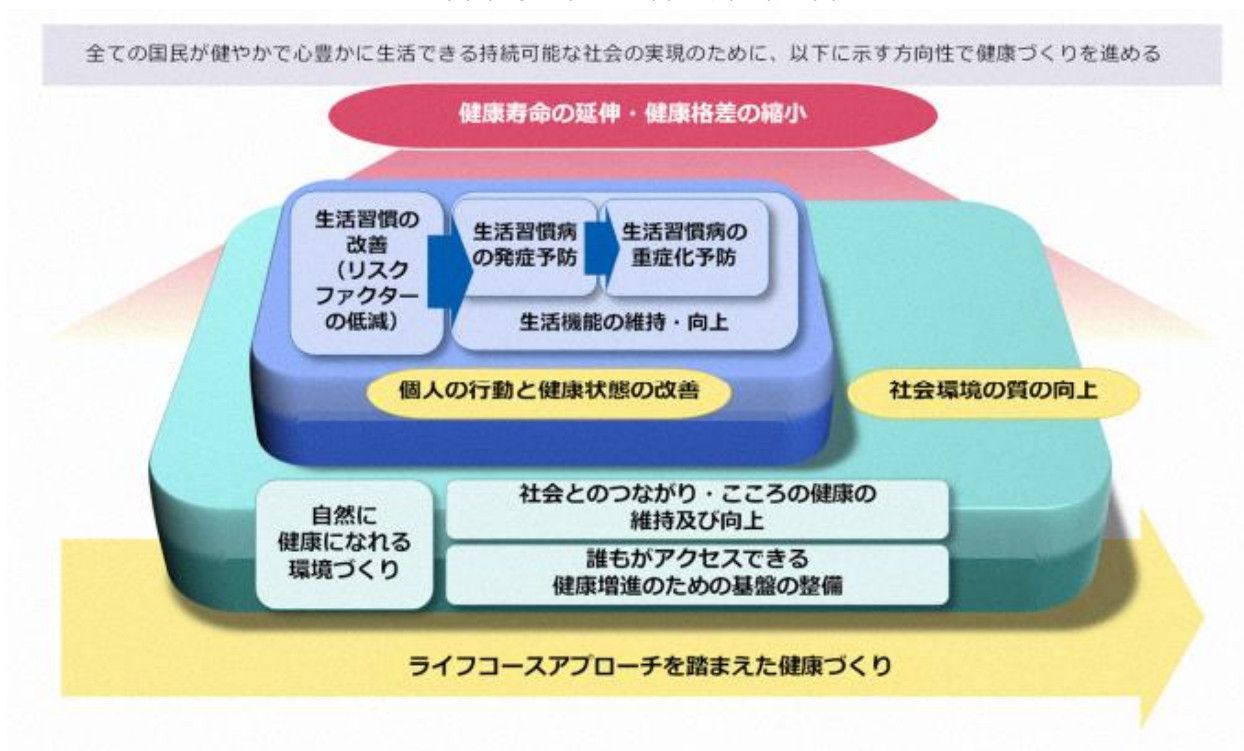 全ての国民が健やかで心豊かに生活できる持続可能な社会の実現のために、以下に示す方向性で健康づくりを進める
健康寿命の延伸・健康格差の縮小
生活習慣の
改善
（リスク
ファクター
の低減）
生活習慣病
の発症予防
生活習慣病の
重症化予防
生活機能の維持・向上
個人の行動と健康状態の改善
社会環境の質の向上
自然に
健康になれる
環境づくり
社会とのつながり・こころの健康の
維持及び向上
誰もがアクセスできる
健康増進のための基盤の整備
ライフコースアプローチを踏まえた健康づくり